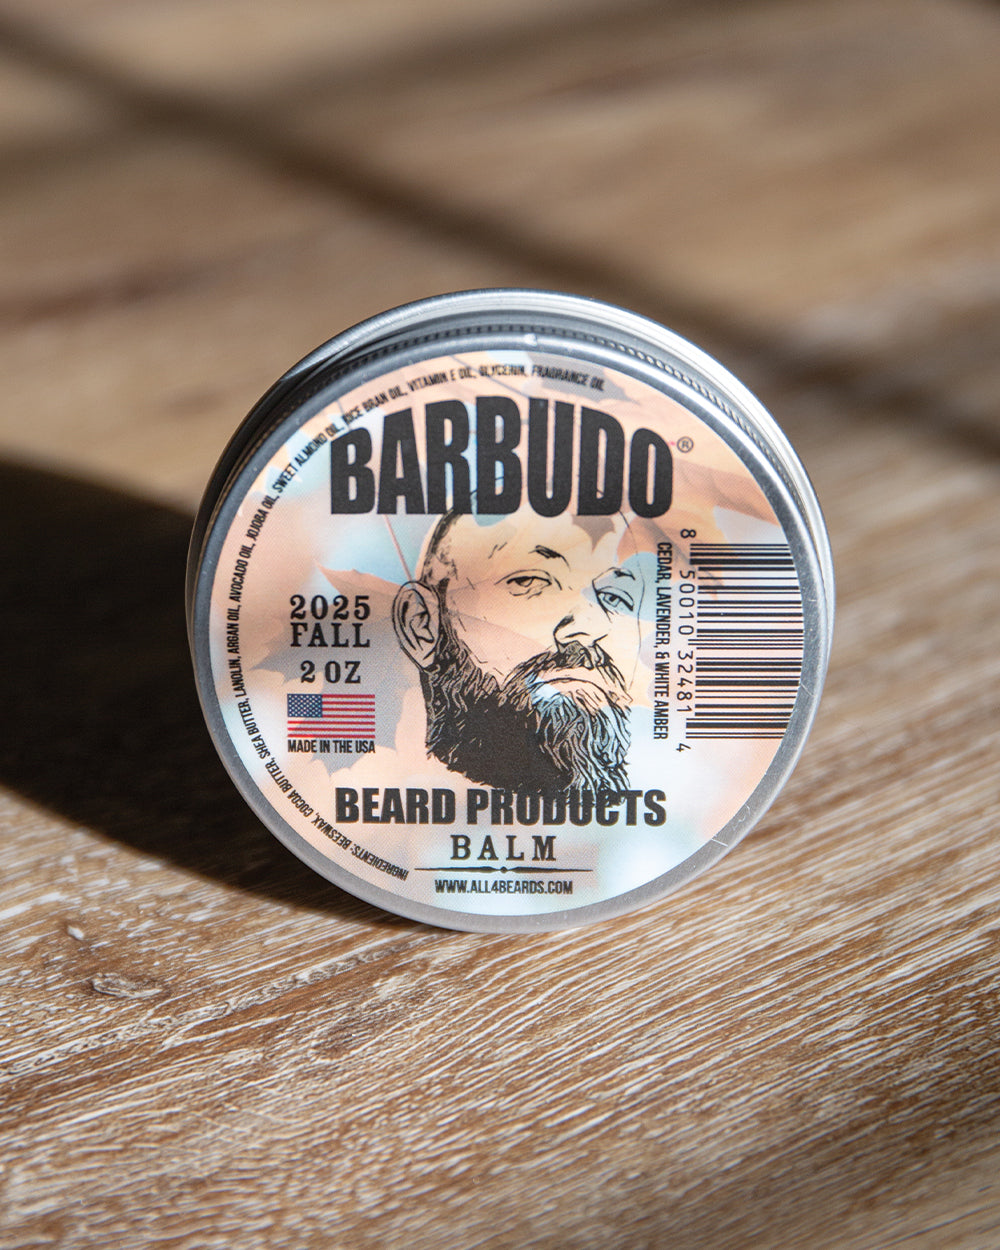 BARBUDO®
2025
FALL
2 OZ
MADE IN THE USA
CEDAR, LAVENDER, & WHITE AMBER
8 50010 32481 4
BEARD PRODUCTS
BALM
WWW.ALL4BEARDS.COM
INGREDIENTS: BEESWAX, COCOA BUTTER, SHEA BUTTER, LANOLIN, ARGAN OIL, AVOCADO OIL, JOJOBA OIL, SWEET ALMOND OIL, RICE BRAN OIL, VITAMIN E OIL, GLYCERIN, FRAGRANCE OIL